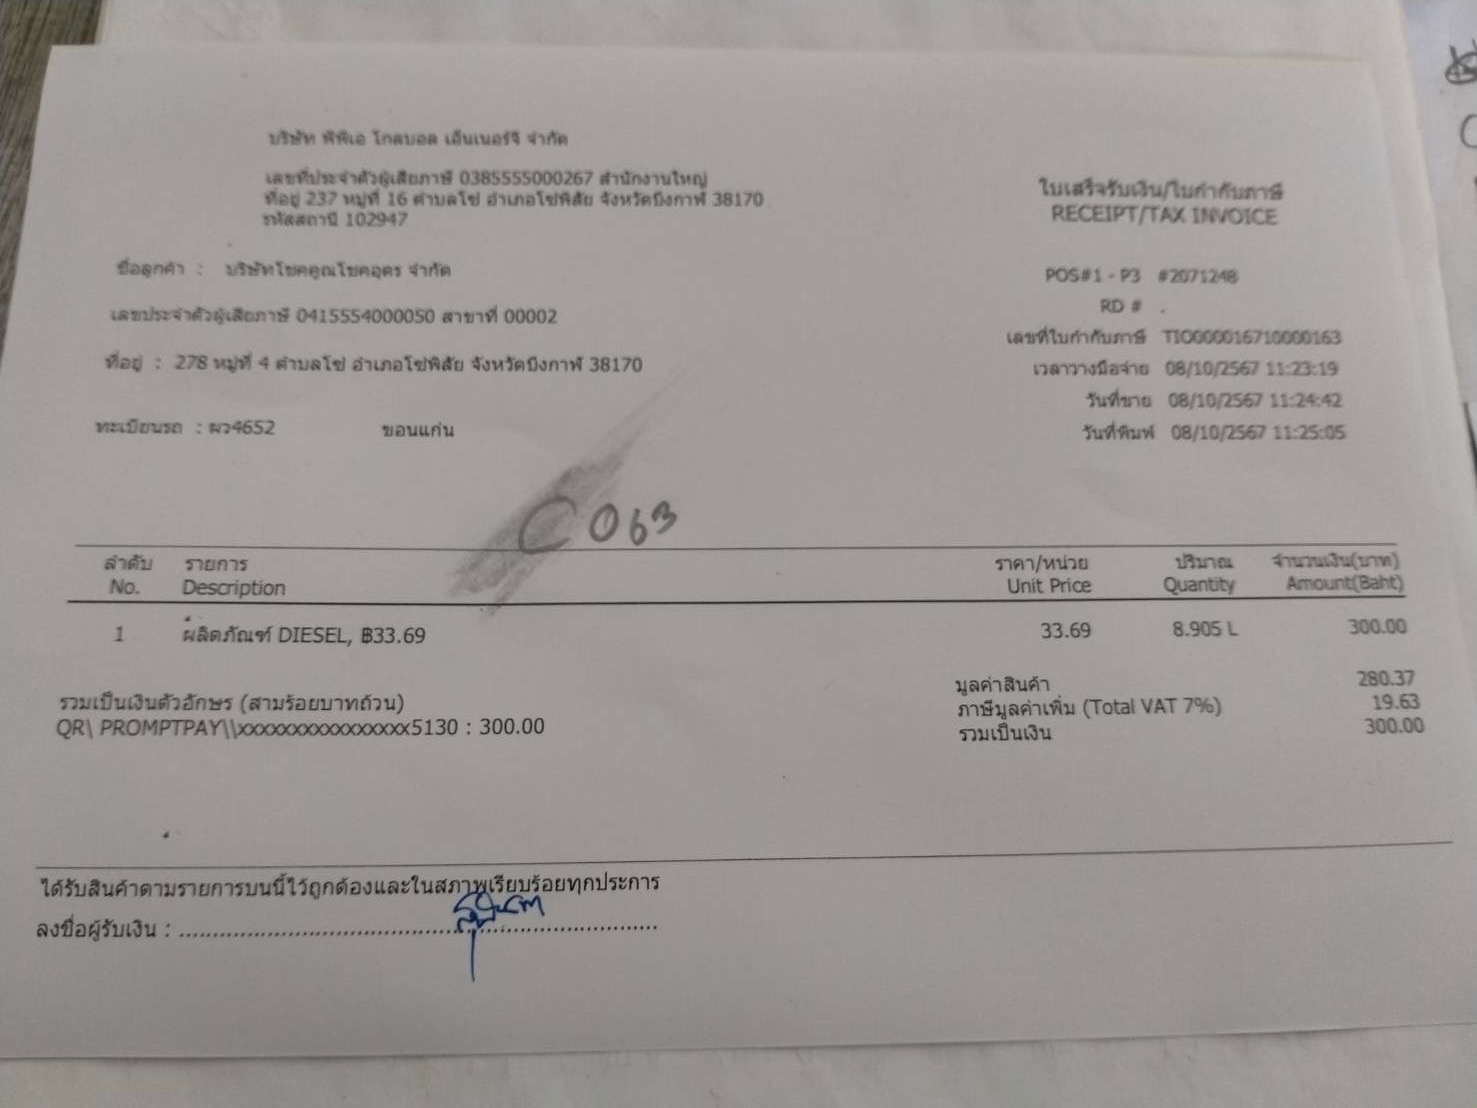 บริษัท พีพีเอ โกลบอล เอ็นเนอร์จี จำกัด
เลขที่ประจำตัวผู้เสียภาษี 0385555000267 สำนักงานใหญ่
ที่อยู่ 237 หมู่ที่ 16 ตำบลโซ่ อำเภอโซ่พิสัย จังหวัดบึงกาฬ 38170
รหัสสถานี 102947
ใบเสร็จรับเงิน/ใบกำกับภาษี
RECEIPT/TAX INVOICE
ชื่อลูกค้า : บริษัทโชคคูณโชคอุดร จำกัด
เลขประจำตัวผู้เสียภาษี 0415554000050 สาขาที่ 00002
ที่อยู่ : 278 หมู่ที่ 4 ตำบลโซ่ อำเภอโซ่พิสัย จังหวัดบึงกาฬ 38170
ทะเบียนรถ : ผว4652 ขอนแก่น
POS#1 - P3 #2071248
RD # .
เลขที่ใบกำกับภาษี TIO000016710000163
เวลาวางมือจ่าย 08/10/2567 11:23:19
วันที่ขาย 08/10/2567 11:24:42
วันที่พิมพ์ 08/10/2567 11:25:05
C063
ลำดับ รายการ ราคา/หน่วย ปริมาณ จำนวนเงิน(บาท)
No. Description Unit Price Quantity Amount(Baht)
1 ผลิตภัณฑ์ DIESEL, ฿33.69 33.69 8.905 L 300.00
มูลค่าสินค้า 280.37
รวมเป็นเงินตัวอักษร (สามร้อยบาทถ้วน) ภาษีมูลค่าเพิ่ม (Total VAT 7%) 19.63
QR\ PROMPTPAY\\xxxxxxxxxxxxxxxx5130 : 300.00 รวมเป็นเงิน 300.00
ได้รับสินค้าตามรายการบนนี้ไว้ถูกต้องและในสภาพเรียบร้อยทุกประการ
ลงชื่อผู้รับเงิน :